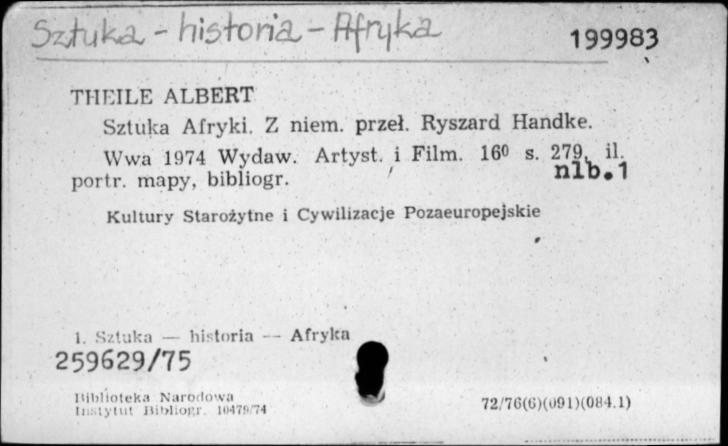 Sztuka - historia - Afryka
199983
THEILE ALBERT
Sztuka Afryki. Z niem. przeł. Ryszard Handke.
Wwa 1974 Wydaw. Artyst. i Film. 16⁰ s. 279, il.
portr. mapy, bibliogr. nlb.1
Kultury Starożytne i Cywilizacje Pozaeuropejskie
1. Sztuka — historia — Afryka
259629/75
Biblioteka Narodowa
Instytut Bibliogr. 10479/74
72/76(6)(091)(084.1)